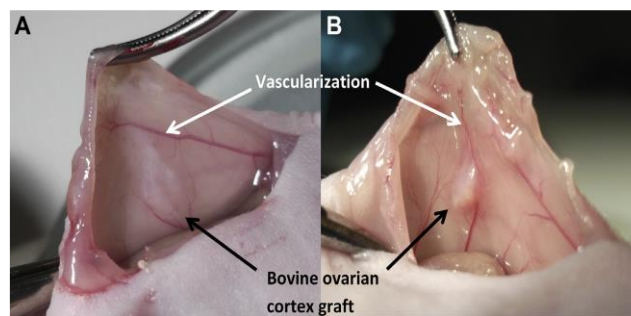 A
B
Vascularization
Bovine ovarian
cortex graft